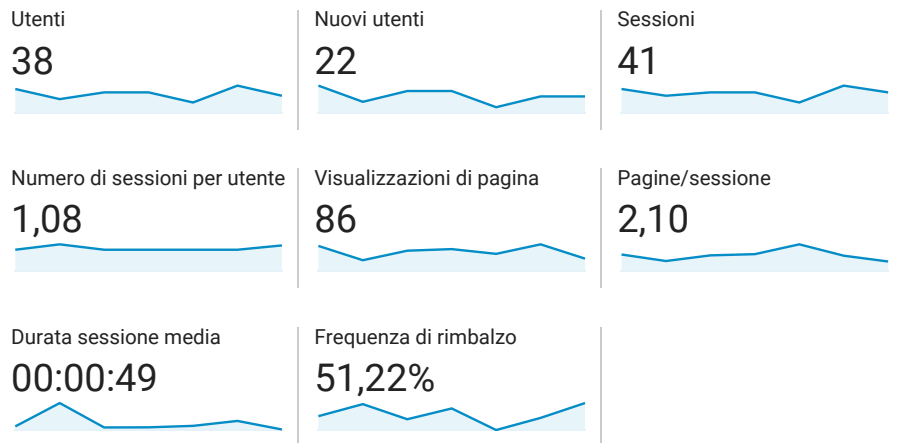 Utenti
38
Nuovi utenti
22
Sessioni
41
Numero di sessioni per utente
1,08
Visualizzazioni di pagina
86
Pagine/sessione
2,10
Durata sessione media
00:00:49
Frequenza di rimbalzo
51,22%